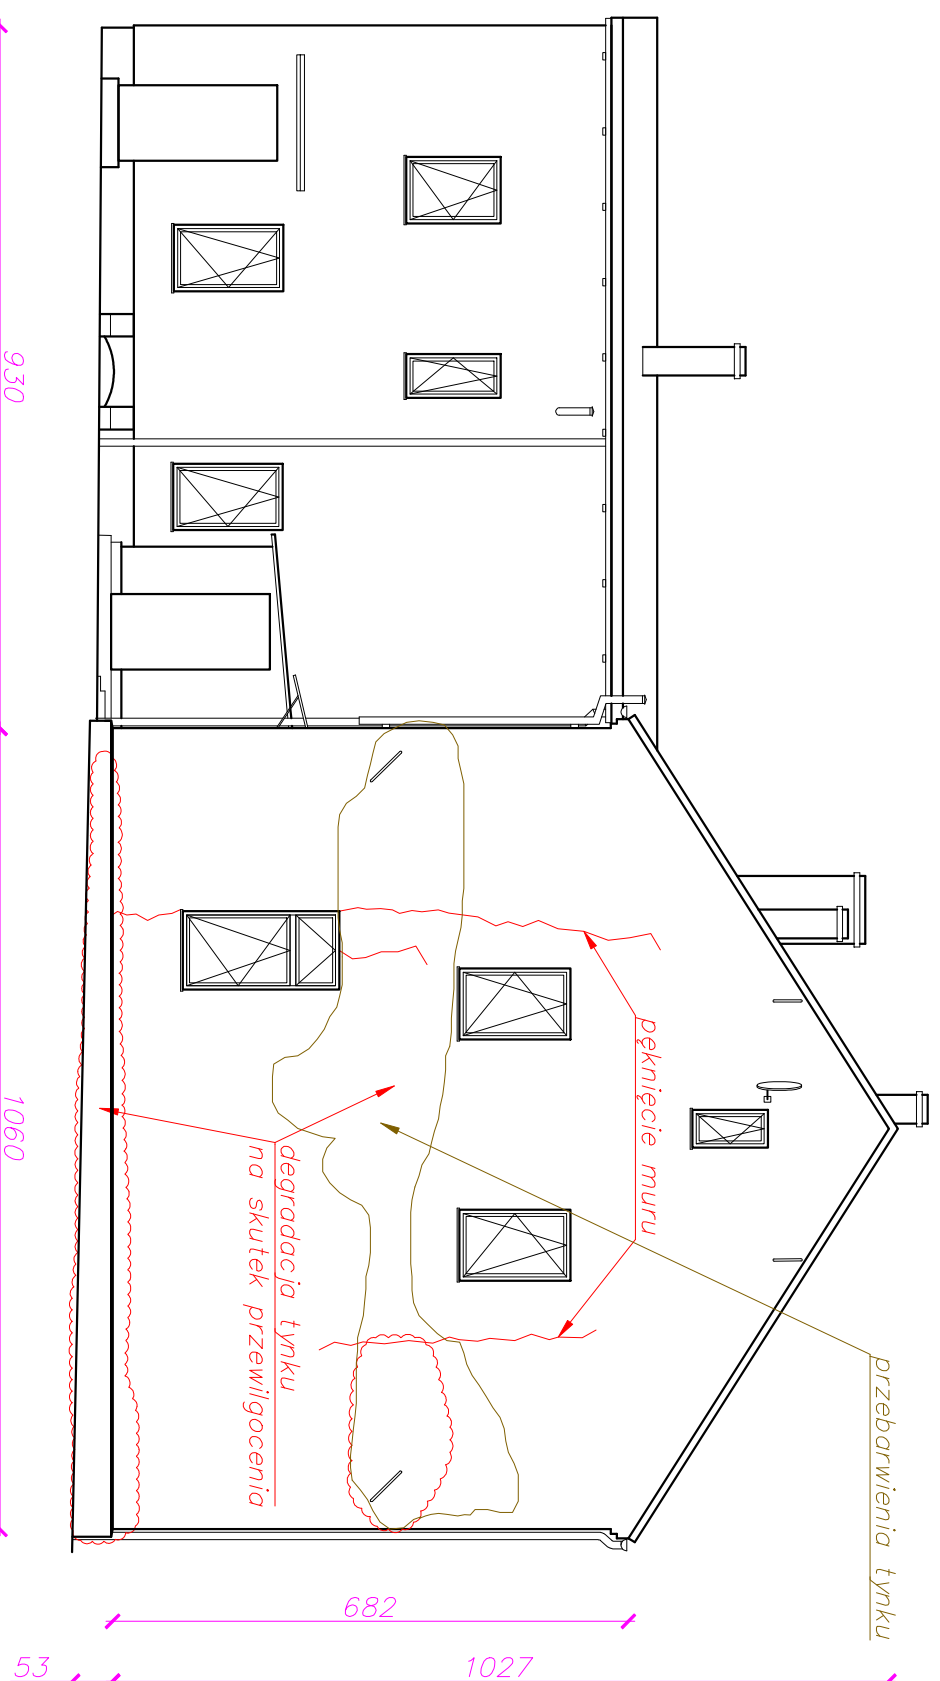 przebarwienia tynku
pęknięcie muru
degradacja tynku
na skutek przewilgocenia
930
1060
682
1027
53